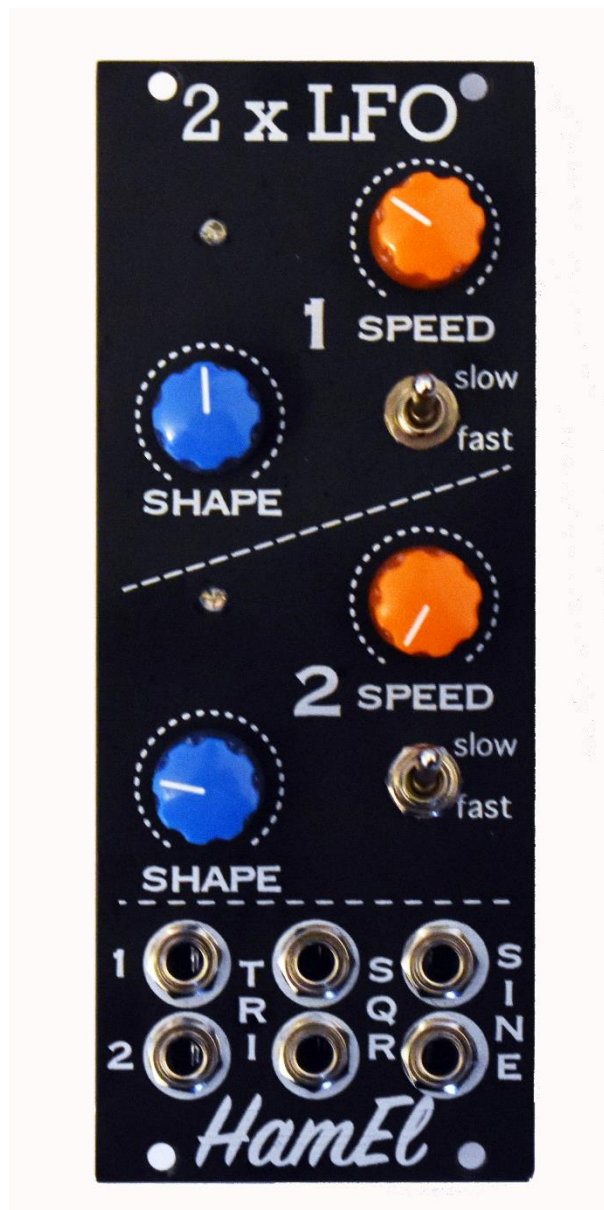 2 x LFO
1 SPEED
slow
fast
SHAPE
2 SPEED
slow
fast
SHAPE
1
2
TRI
SQR
SINE
HamEl